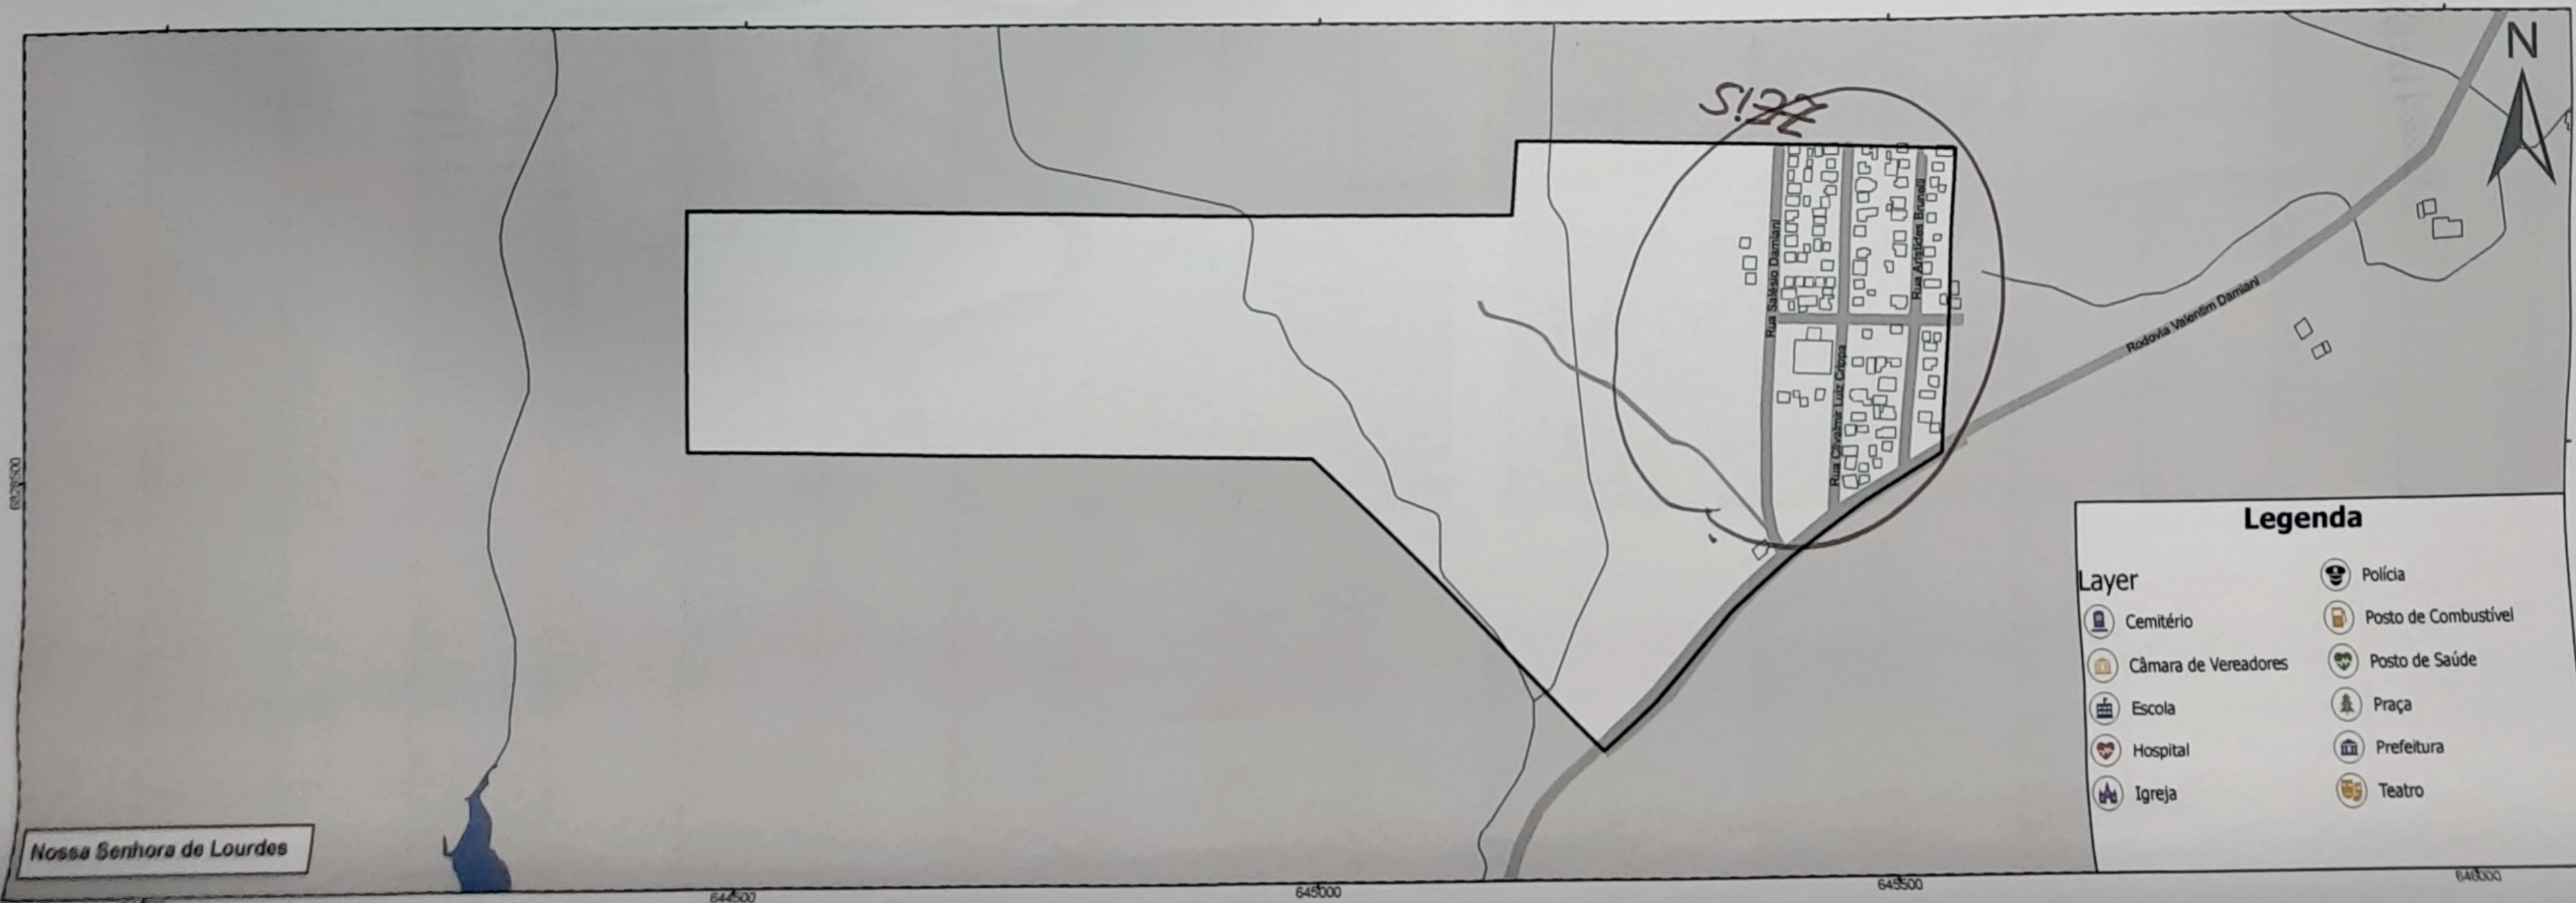 N
Rua Salésio Damiani
Rua Olivalmir Luiz Crippa
Rua Aristides Brunelli
Rodovia Valentim Damiani
6828500
Legenda
Layer
Cemitério
Câmara de Vereadores
Escola
Hospital
Igreja
Polícia
Posto de Combustível
Posto de Saúde
Praça
Prefeitura
Teatro
Nossa Senhora de Lourdes
644500
645000
645500
646000